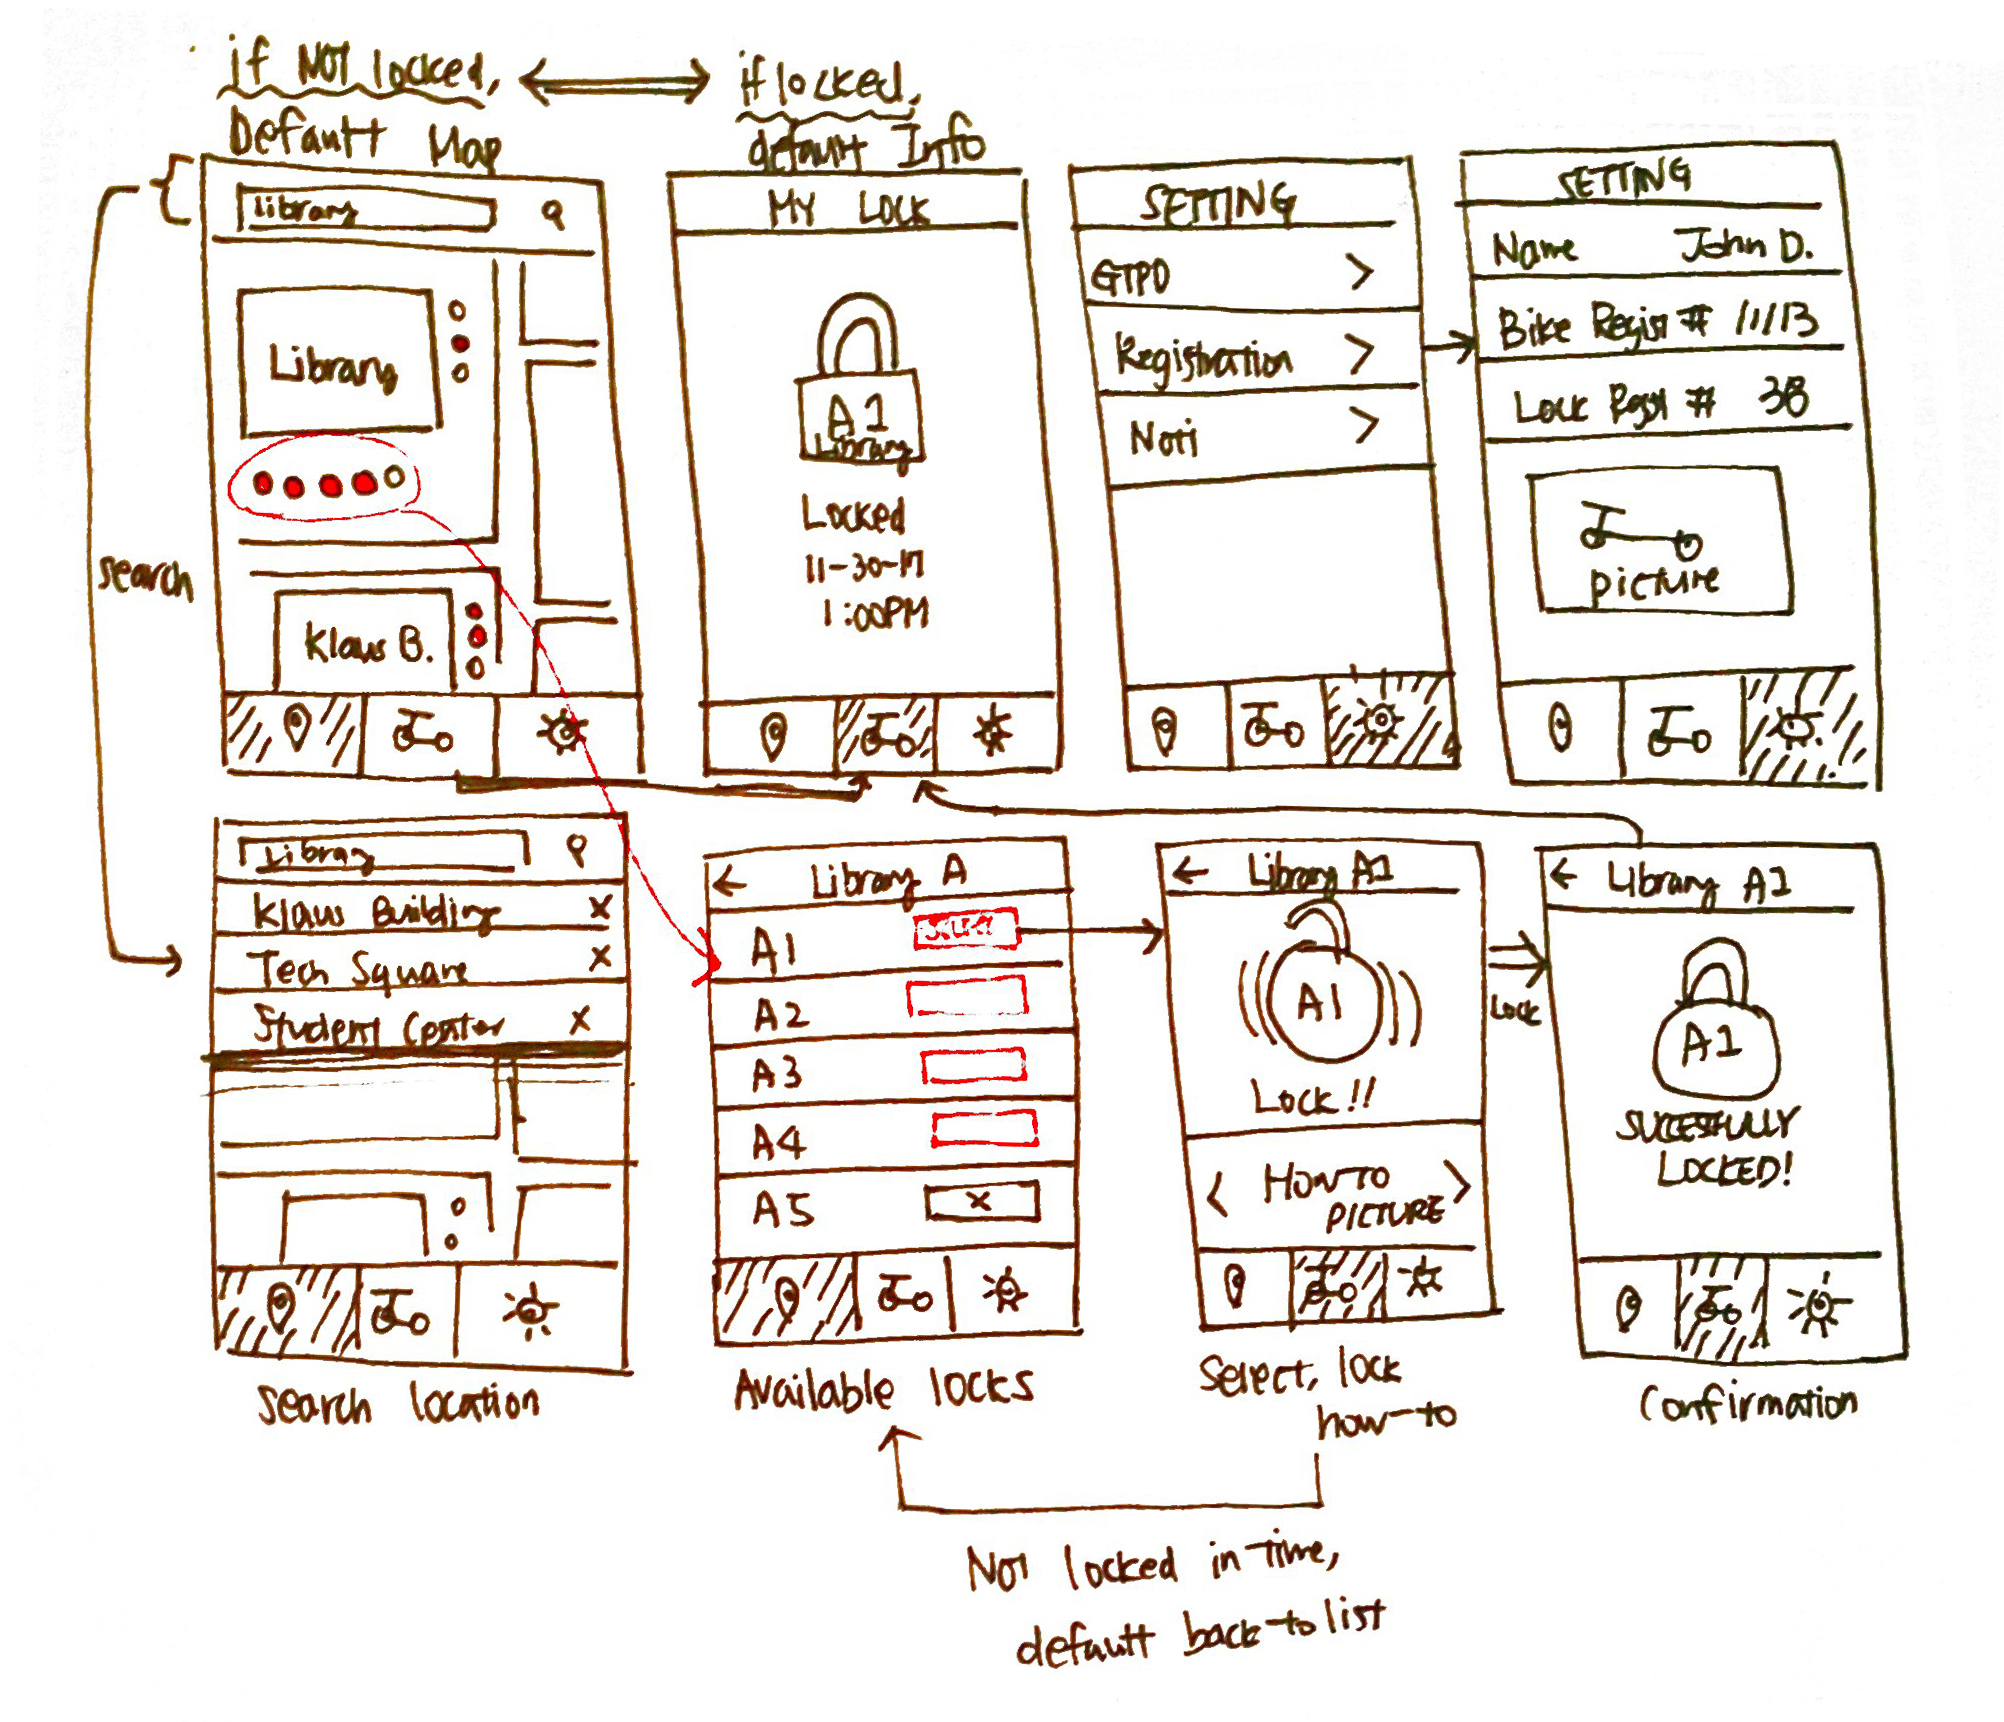 if NOT locked,
Default Map
if locked,
default Info
library
Library
Klaus B.
search
MY LOCK
A1
Library
Locked
11-30-17
1:00PM
SETTING
GTPD
Registration
Noti
SETTING
Name John D.
Bike Regist # 11113
Lock Regst # 38
picture
Library
Klaus Building X
Tech Square X
Student Center X
search location
Library A
A1 select
A2
A3
A4
A5 X
Available locks
Library A1
A1
Lock!!
HOW TO
PICTURE
Select, lock
how-to
Lock
Library A1
A1
SUCCESFULLY
LOCKED!
Confirmation
Not locked in time,
default back to list